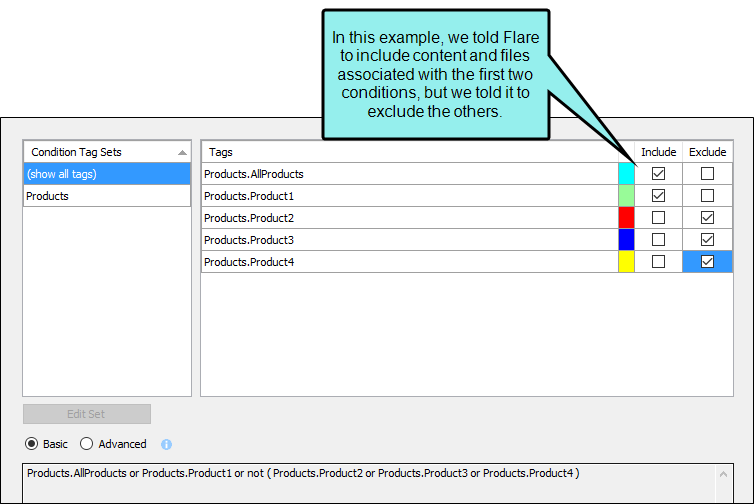 In this example, we told Flare
to include content and files
associated with the first two
conditions, but we told it to
exclude the others.
Condition Tag Sets
(show all tags)
Products
Tags Include Exclude
Products.AllProducts
Products.Product1
Products.Product2
Products.Product3
Products.Product4
Edit Set
Basic Advanced
Products.AllProducts or Products.Product1 or not ( Products.Product2 or Products.Product3 or Products.Product4 )